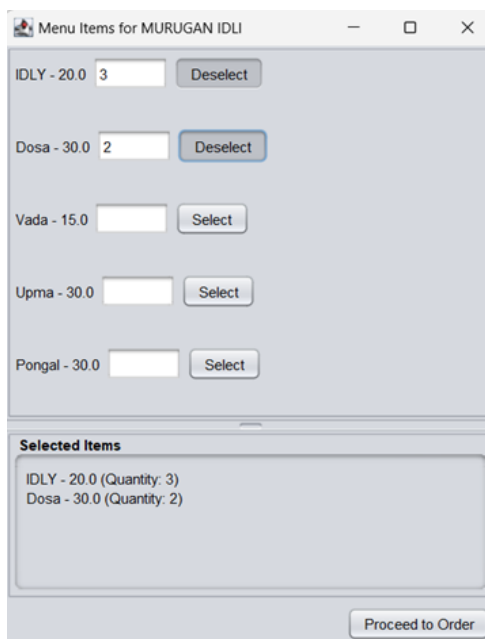 Menu Items for MURUGAN IDLI
IDLY - 20.0 3 Deselect
Dosa - 30.0 2 Deselect
Vada - 15.0 Select
Upma - 30.0 Select
Pongal - 30.0 Select
Selected Items
IDLY - 20.0 (Quantity: 3)
Dosa - 30.0 (Quantity: 2)
Proceed to Order